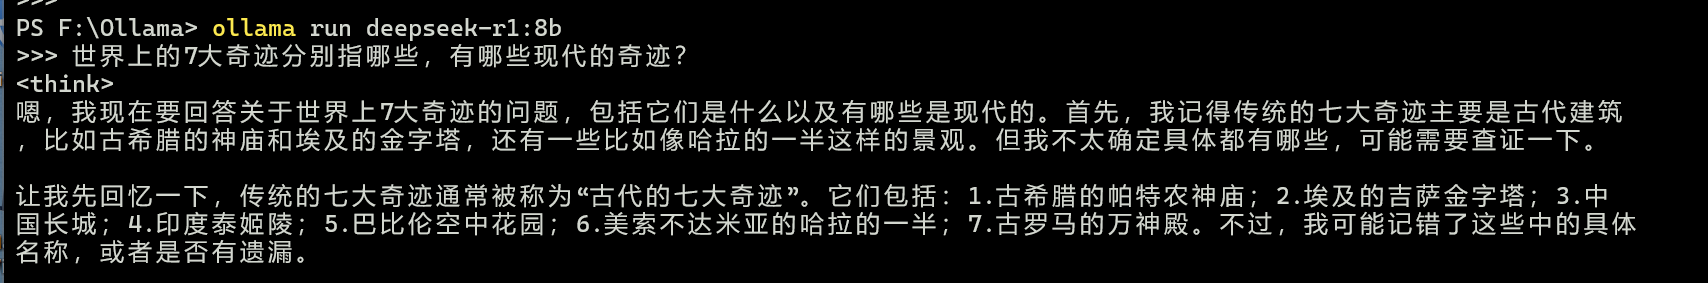 >>>
PS F:\Ollama> ollama run deepseek-r1:8b
>>> 世界上的7大奇迹分别指哪些，有哪些现代的奇迹？
<think>
嗯，我现在要回答关于世界上7大奇迹的问题，包括它们是什么以及有哪些是现代的。首先，我记得传统的七大奇迹主要是古代建筑
，比如古希腊的神庙和埃及的金字塔，还有一些比如像哈拉的一半这样的景观。但我不太确定具体都有哪些，可能需要查证一下。
让我先回忆一下，传统的七大奇迹通常被称为“古代的七大奇迹”。它们包括：1.古希腊的帕特农神庙；2.埃及的吉萨金字塔；3.中
国长城；4.印度泰姬陵；5.巴比伦空中花园；6.美索不达米亚的哈拉的一半；7.古罗马的万神殿。不过，我可能记错了这些中的具体
名称，或者是否有遗漏。